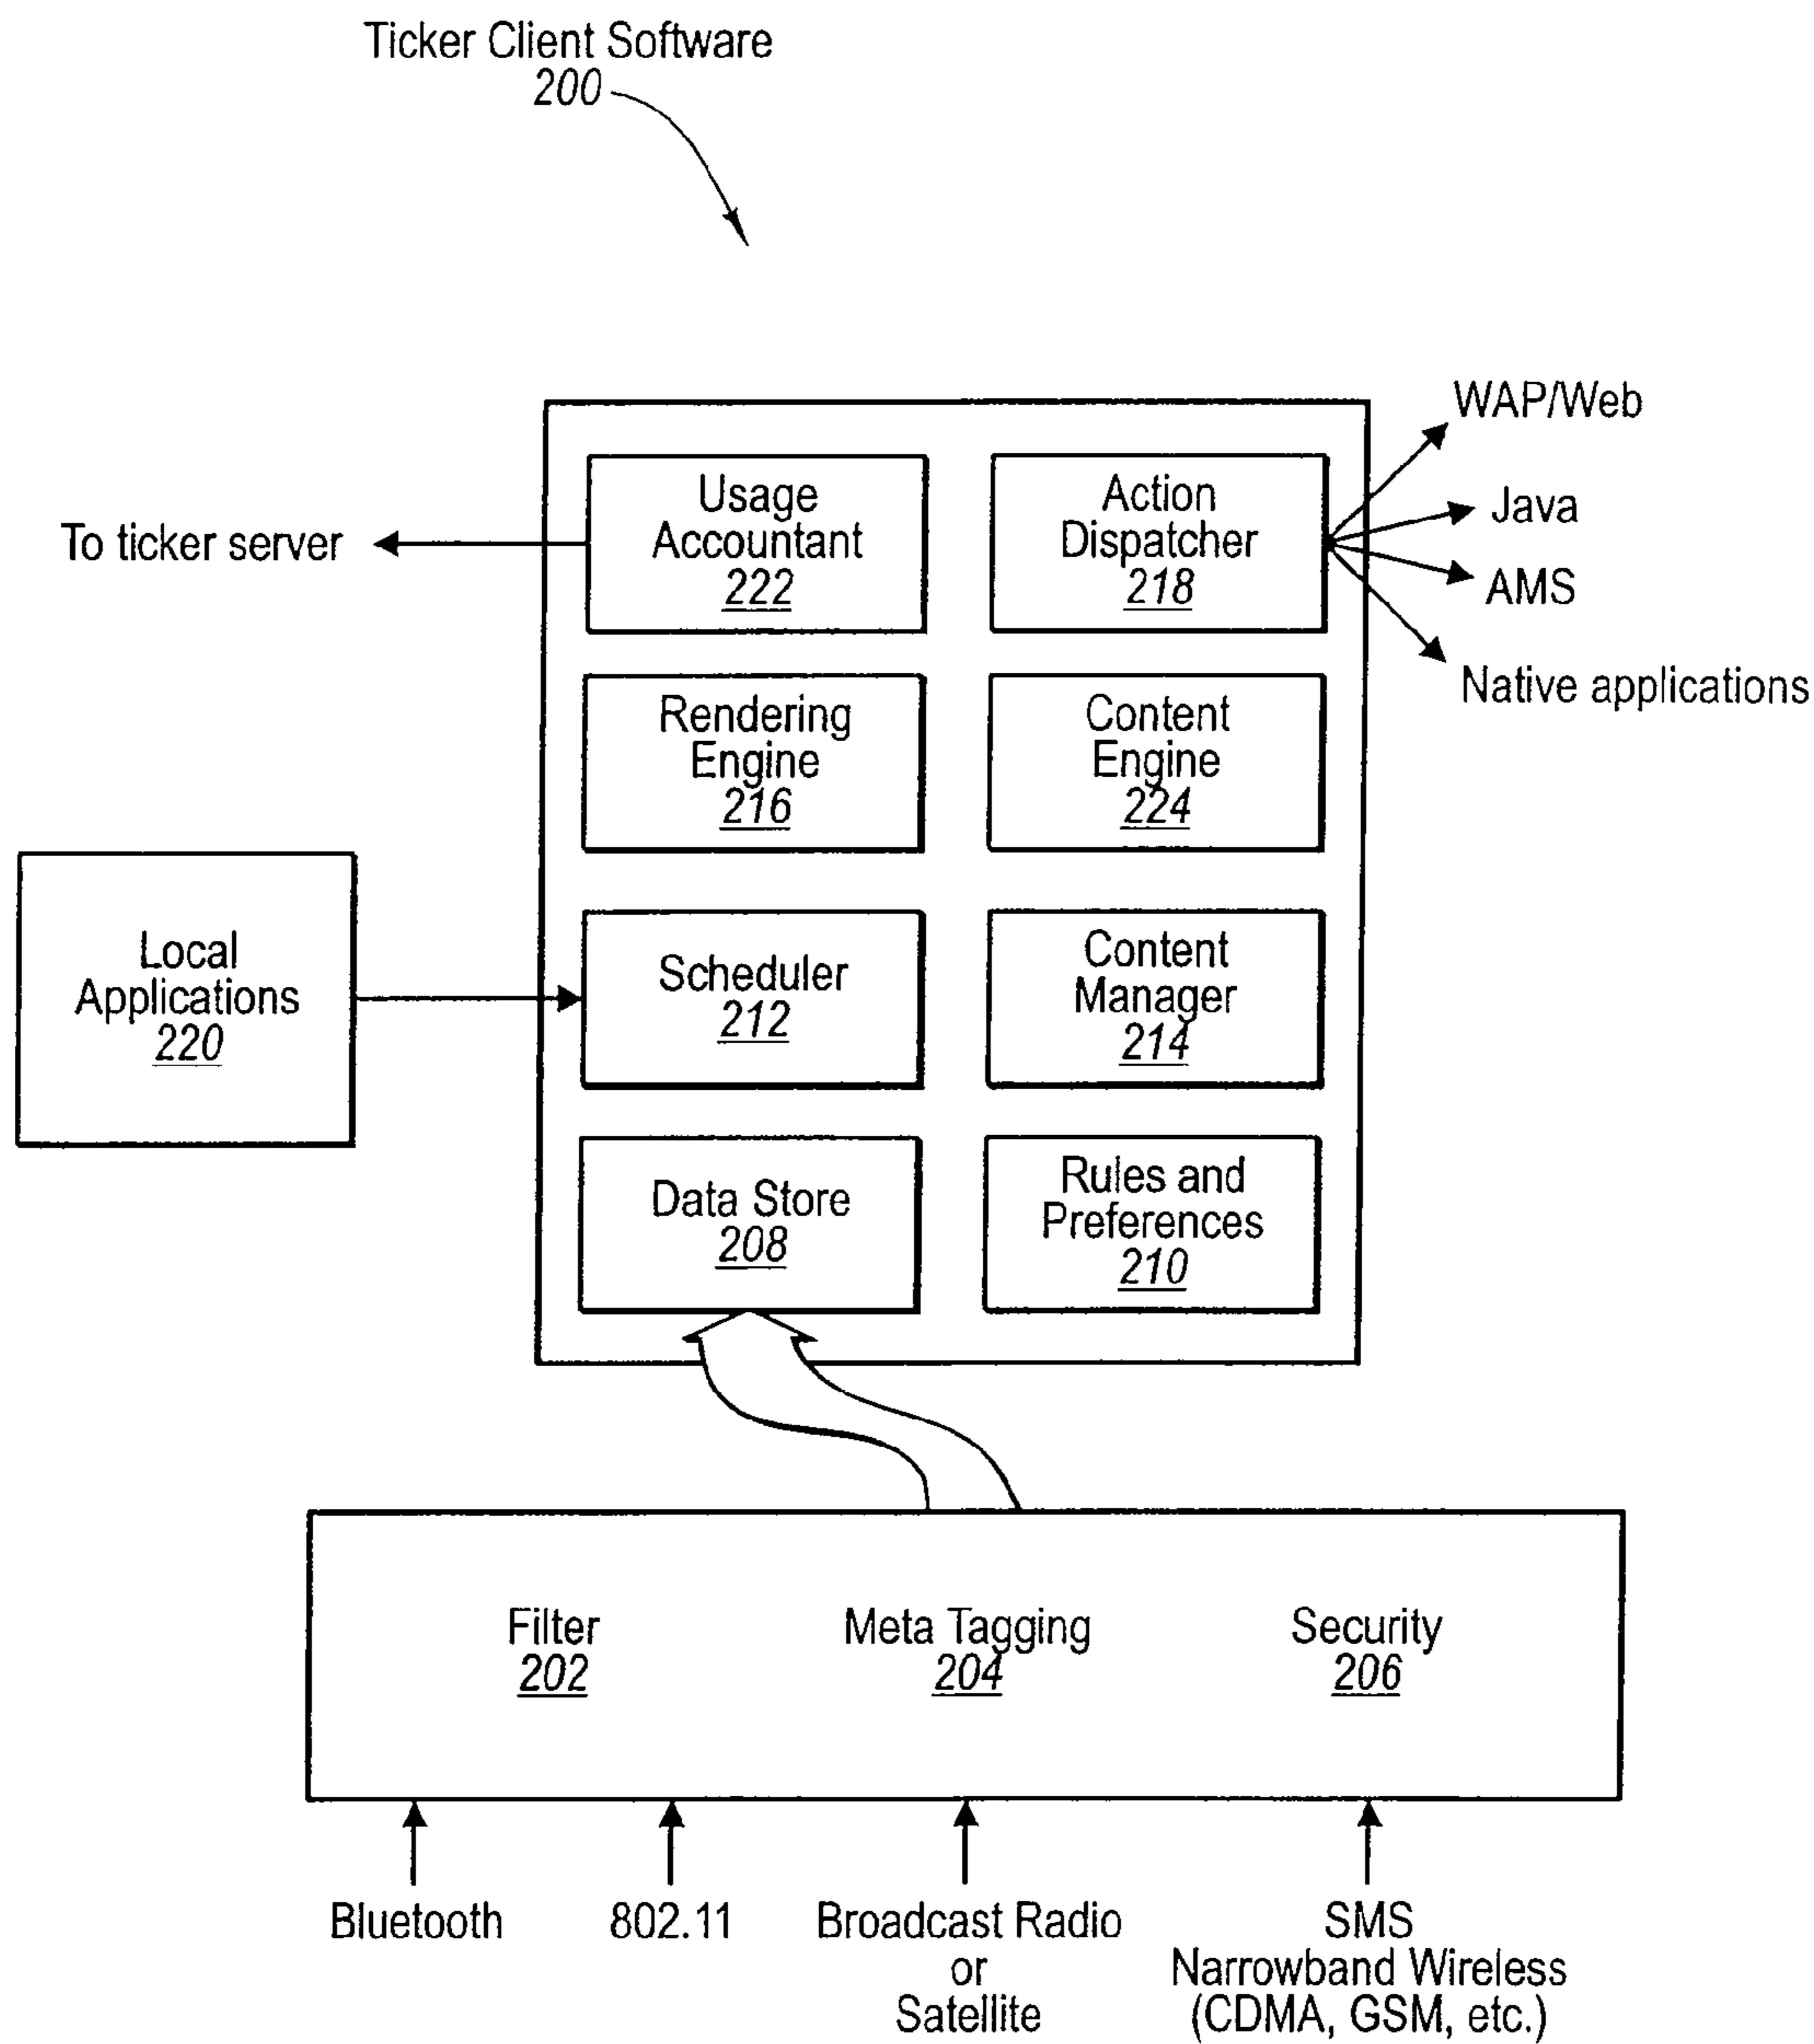 Ticker Client Software
200
WAP/Web
Java
AMS
Native applications
To ticker server
Usage
Accountant
222
Action
Dispatcher
218
Rendering
Engine
216
Content
Engine
224
Local
Applications
220
Scheduler
212
Content
Manager
214
Data Store
208
Rules and
Preferences
210
Filter
202
Meta Tagging
204
Security
206
Bluetooth
802.11
Broadcast Radio
or
Satellite
SMS
Narrowband Wireless
(CDMA, GSM, etc.)